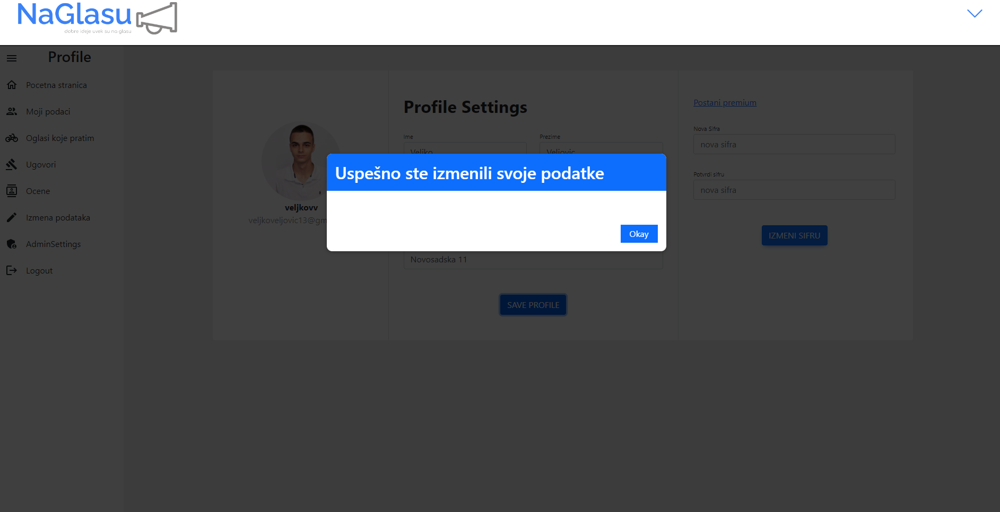 NaGlasu
dobre ideje uvek su na glasu
Profile
Pocetna stranica
Moji podaci
Oglasi koje pratim
Ugovori
Ocene
Izmena podataka
AdminSettings
Logout
veljkovv
veljkoveljovic13@gm
Profile Settings
Ime
Prezime
Veljko
Veljovic
Uspešno ste izmenili svoje podatke
Okay
Novosadska 11
SAVE PROFILE
Postani premium
Nova Sifra
nova sifra
Potvrdi sifru
nova sifra
IZMENI SIFRU